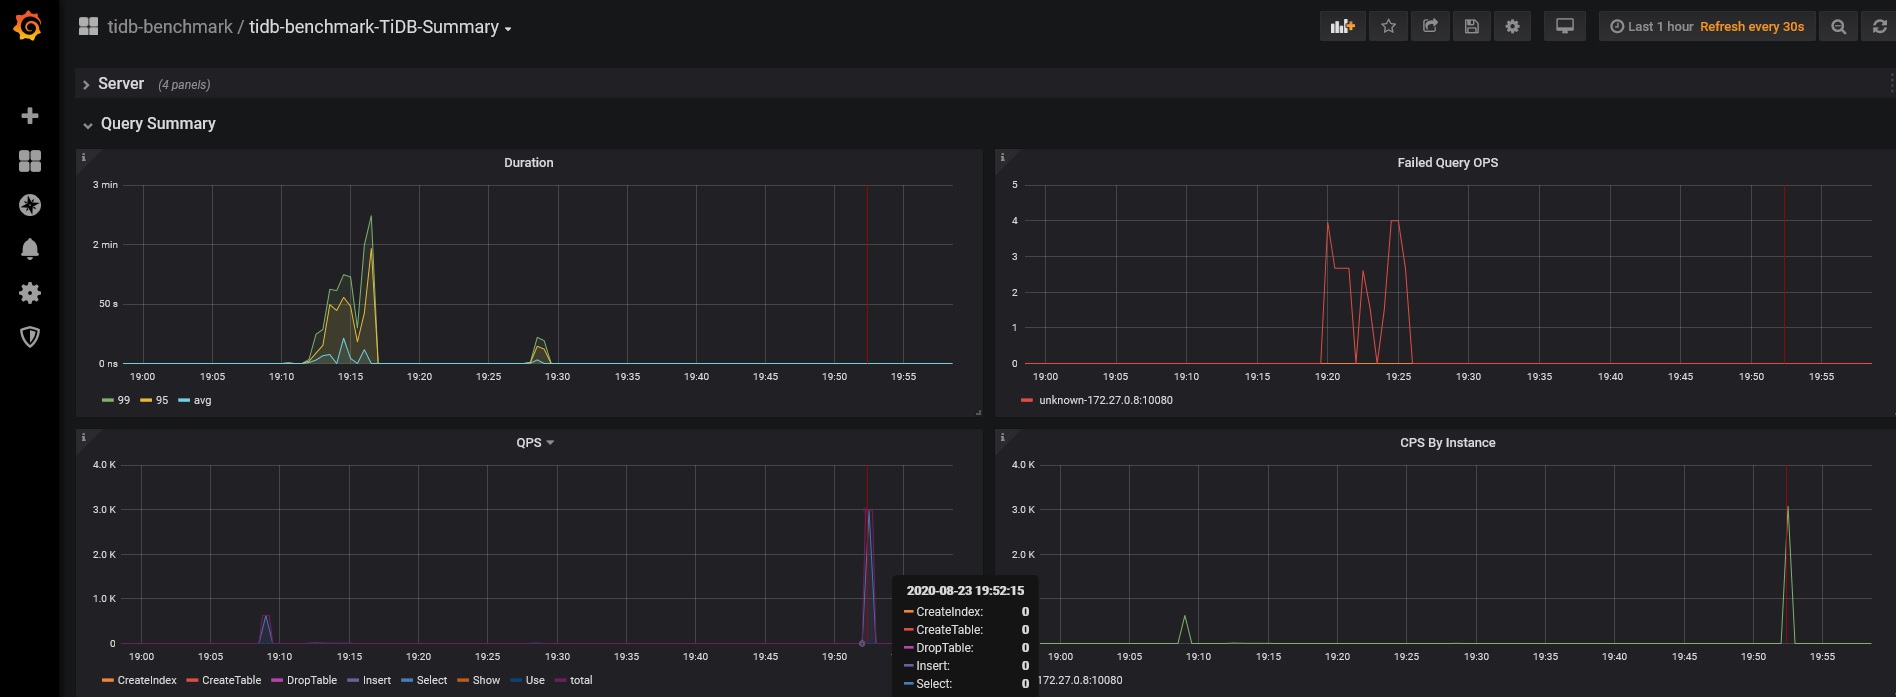 tidb-benchmark / tidb-benchmark-TiDB-Summary
Last 1 hour Refresh every 30s
Server (4 panels)
Query Summary
Duration
3 min
2 min
50 s
0 ns
19:00 19:05 19:10 19:15 19:20 19:25 19:30 19:35 19:40 19:45 19:50 19:55
99 95 avg
Failed Query OPS
5
4
3
2
1
0
19:00 19:05 19:10 19:15 19:20 19:25 19:30 19:35 19:40 19:45 19:50 19:55
unknown-172.27.0.8:10080
QPS
4.0 K
3.0 K
2.0 K
1.0 K
0
19:00 19:05 19:10 19:15 19:20 19:25 19:30 19:35 19:40 19:45 19:50
CreateIndex CreateTable DropTable Insert Select Show Use total
2020-08-23 19:52:15
CreateIndex: 0
CreateTable: 0
DropTable: 0
Insert: 0
Select: 0
CPS By Instance
4.0 K
3.0 K
2.0 K
19:00 19:05 19:10 19:15 19:20 19:25 19:30 19:35 19:40 19:45 19:50 19:55
172.27.0.8:10080